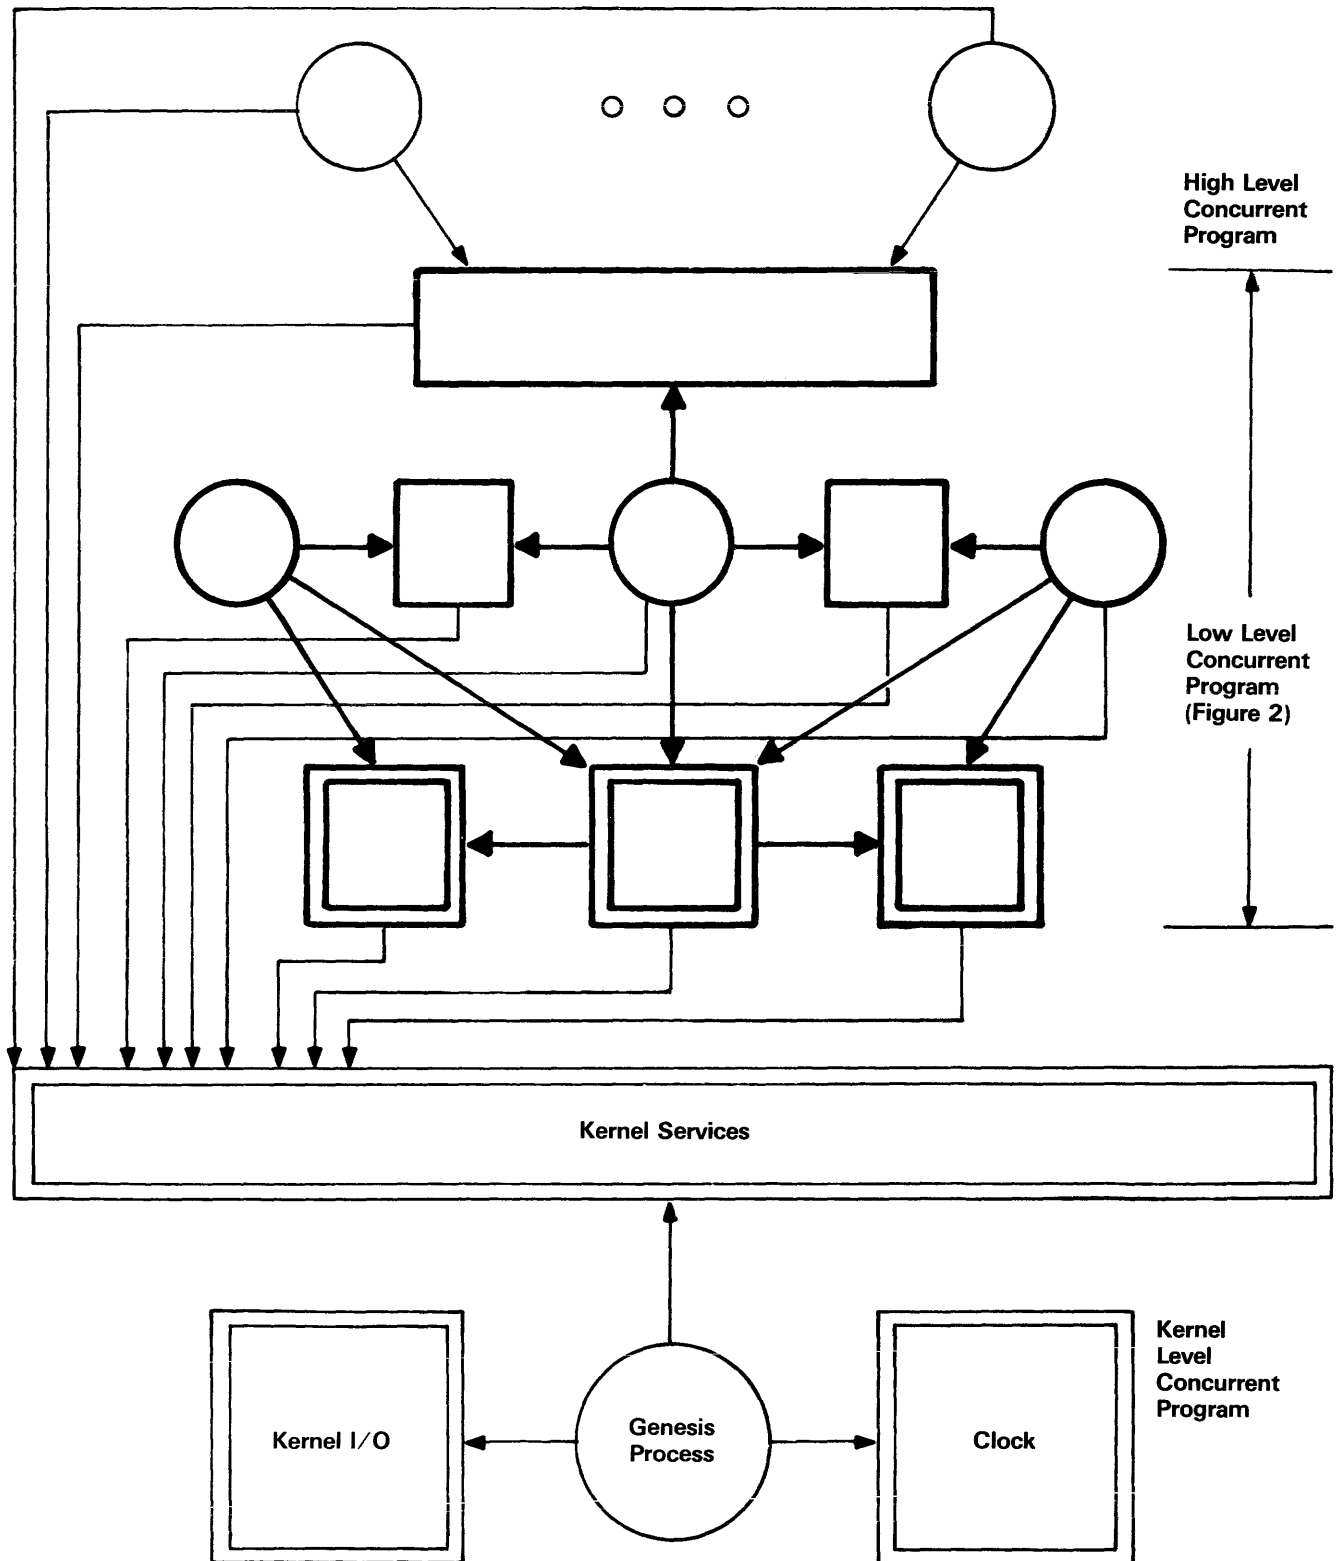 High Level
Concurrent
Program
Low Level
Concurrent
Program
(Figure 2)
Kernel Services
Kernel
Level
Concurrent
Program
Kernel I/O
Genesis
Process
Clock